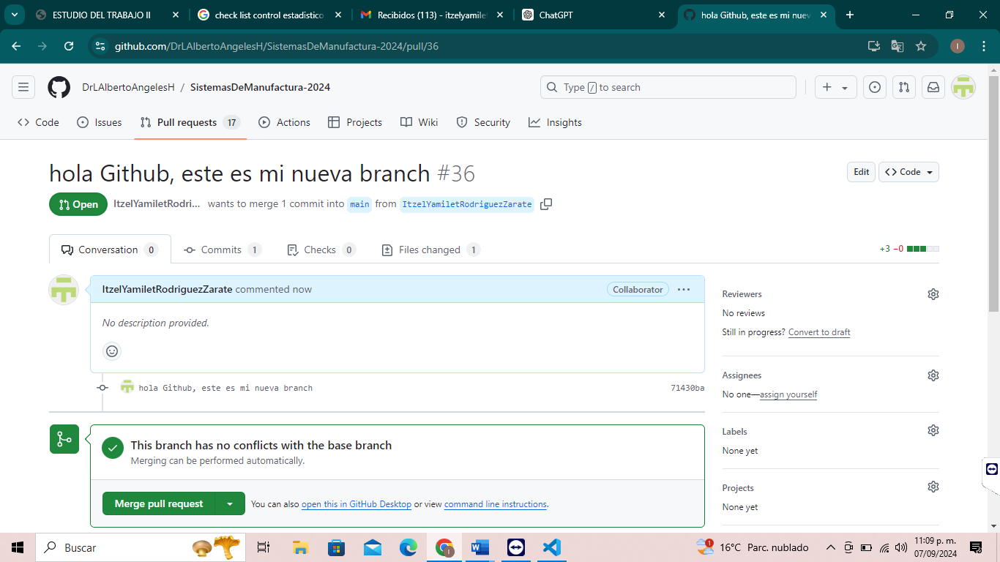 ESTUDIO DEL TRABAJO II
check list control estadístico
Recibidos (113) - itzelyamilet
ChatGPT
hola Github, este es mi nuev
github.com/DrLAlbertoAngelesH/SistemasDeManufactura-2024/pull/36
I
DrLAlbertoAngelesH / SistemasDeManufactura-2024
Type / to search
Code
Issues
Pull requests 17
Actions
Projects
Wiki
Security
Insights
hola Github, este es mi nueva branch #36
Edit
Code
Open
ItzelYamiletRodri... wants to merge 1 commit into main from ItzelYamiletRodriguezZarate
Conversation 0
Commits 1
Checks 0
Files changed 1
+3 −0
ItzelYamiletRodriguezZarate commented now
Collaborator
No description provided.
hola Github, este es mi nueva branch
71430ba
This branch has no conflicts with the base branch
Merging can be performed automatically.
Merge pull request
You can also open this in GitHub Desktop or view command line instructions.
Reviewers
No reviews
Still in progress? Convert to draft
Assignees
No one—assign yourself
Labels
None yet
Projects
None yet
Buscar
I
1
16°C Parc. nublado
11:09 p. m.
07/09/2024